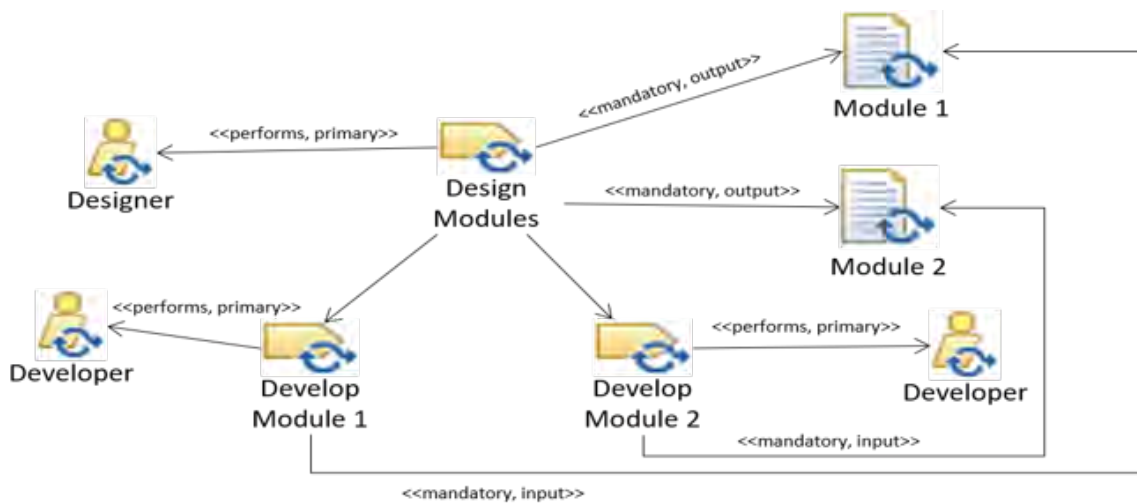 <<mandatory, output>>
Module 1
<<performs, primary>>
Designer
Design
Modules
<<mandatory, output>>
Module 2
<<performs, primary>>
Developer
Develop
Module 1
Develop
Module 2
<<performs, primary>>
Developer
<<mandatory, input>>
<<mandatory, input>>